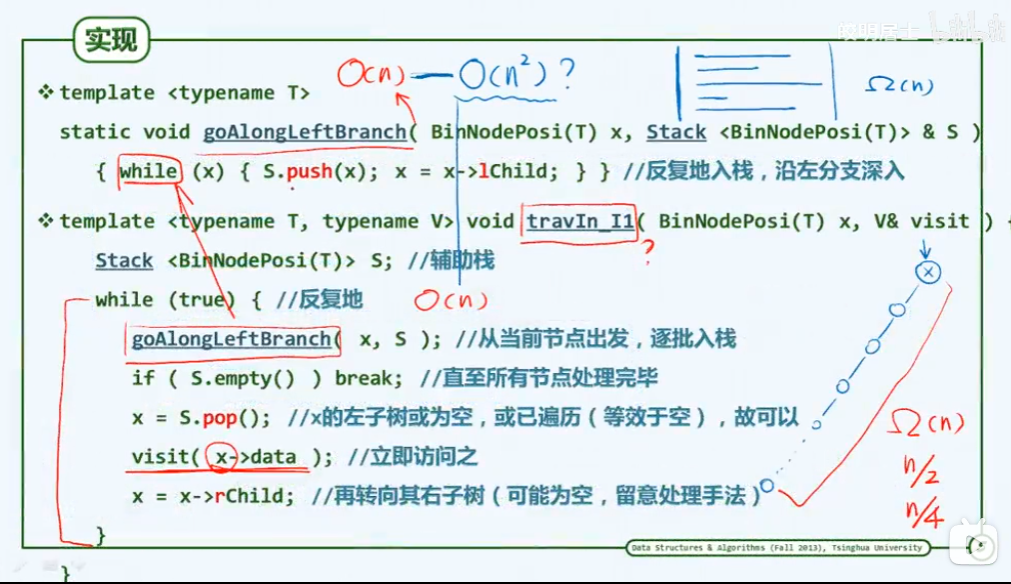 实现
O(n) — O(n²) ?
Ω(n)
❖ template <typename T>
static void goAlongLeftBranch( BinNodePosi(T) x, Stack <BinNodePosi(T)> & S )
{ while (x) { S.push(x); x = x->lChild; } } //反复地入栈，沿左分支深入
❖ template <typename T, typename V> void travIn_I1( BinNodePosi(T) x, V& visit ) {
?
Stack <BinNodePosi(T)> S; //辅助栈
x
while (true) { //反复地
O(n)
goAlongLeftBranch( x, S ); //从当前节点出发，逐批入栈
if ( S.empty() ) break; //直至所有节点处理完毕
x = S.pop(); //x的左子树或为空，或已遍历（等效于空），故可以
Ω(n)
visit( x->data ); //立即访问之
n/2
x = x->rChild; //再转向其右子树（可能为空，留意处理手法）
n/4
}
Data Structures & Algorithms (Fall 2013), Tsinghua University
}